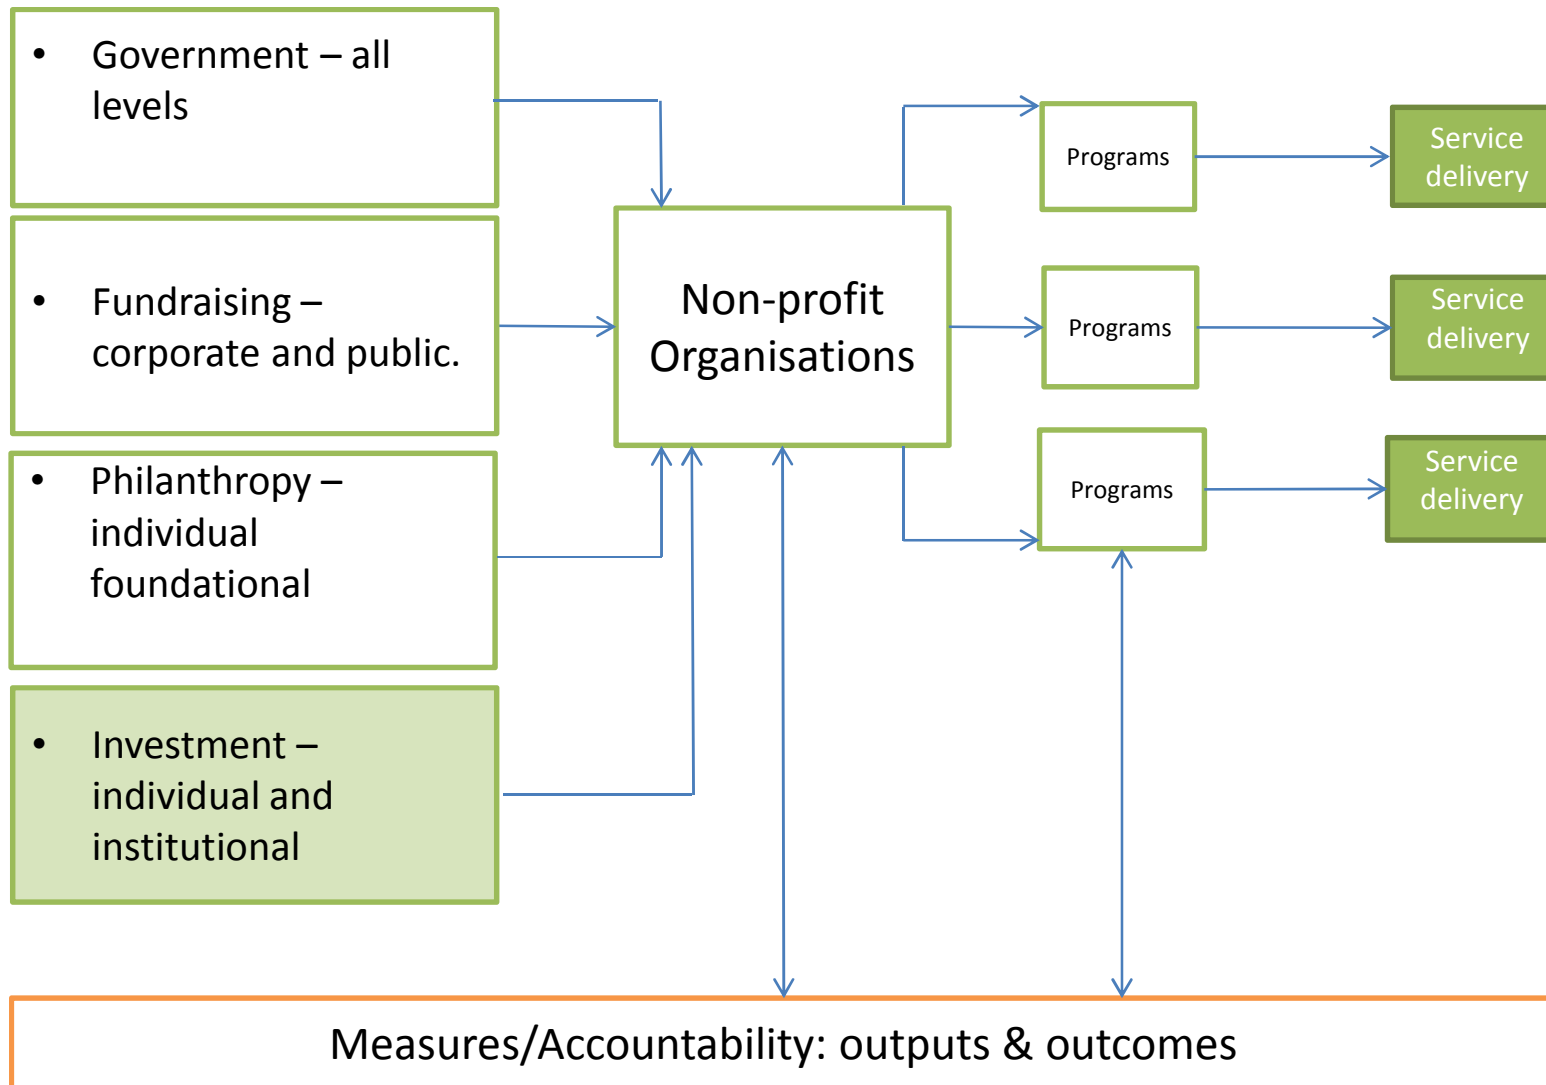 • Government – all
levels
• Fundraising –
corporate and public.
• Philanthropy –
individual
foundational
• Investment –
individual and
institutional
Non-profit
Organisations
Programs
Service
delivery
Programs
Service
delivery
Programs
Service
delivery
Measures/Accountability: outputs & outcomes